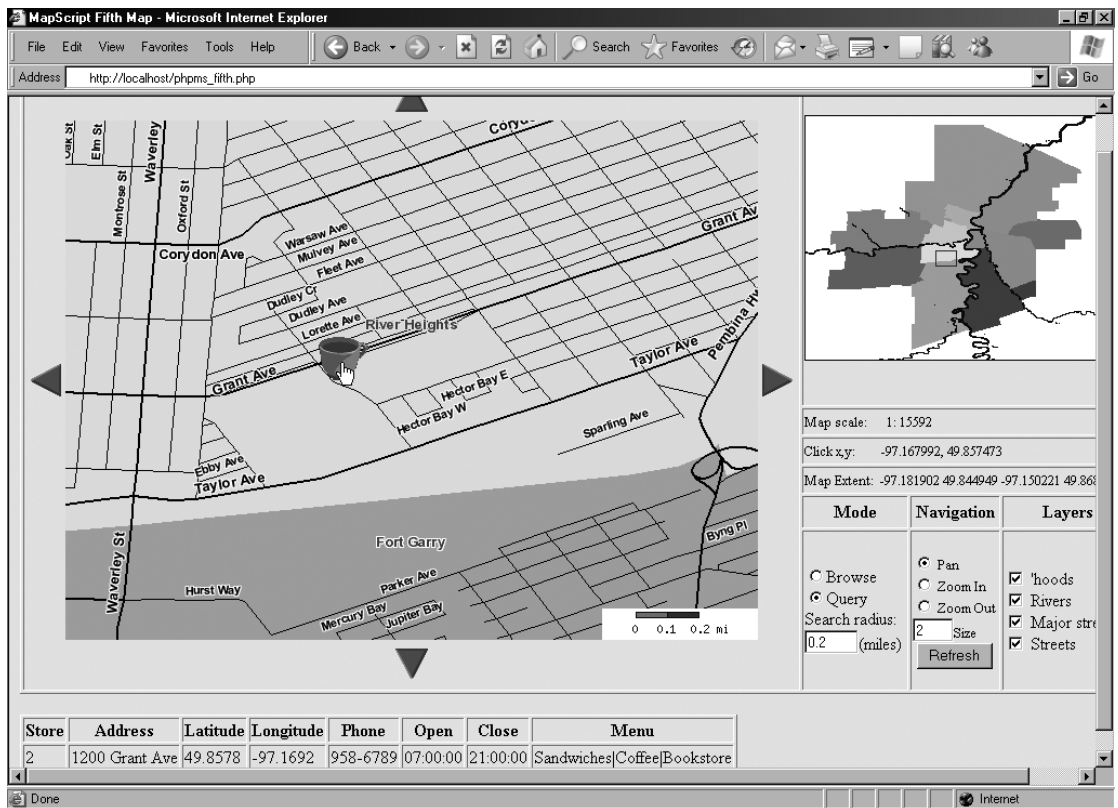 MapScript Fifth Map - Microsoft Internet Explorer
File Edit View Favorites Tools Help
Back Search Favorites
Address http://localhost/phpms_fifth.php Go
Oak St
Elm St
Montrose St
Waverley
Oxford St
Corydon Ave
Warsaw Ave
Mulvey Ave
Fleet Ave
Dudley Cr
Dudley Ave
Lorette Ave
River Heights
Grant Av
Grant Ave
Pembina H
Taylor Ave
Hector Bay E
Hector Bay W
Sparling Ave
Ebby Ave
Taylor Ave
Waverley St
Fort Garry
Byng Pl
Hurst Way
Parker Ave
Mercury Bay
Jupiter Bay
0 0.1 0.2 mi
Map scale: 1:15592
Click x,y: -97.167992, 49.857473
Map Extent: -97.181902 49.844949 -97.150221 49.868
Mode Navigation Layers
Browse
Query
Search radius:
0.2 (miles)
Pan
Zoom In
Zoom Out
2 Size
Refresh
'hoods
Rivers
Major stre
Streets
Store Address Latitude Longitude Phone Open Close Menu
2 1200 Grant Ave 49.8578 -97.1692 958-6789 07:00:00 21:00:00 Sandwiches|Coffee|Bookstore
Done Internet